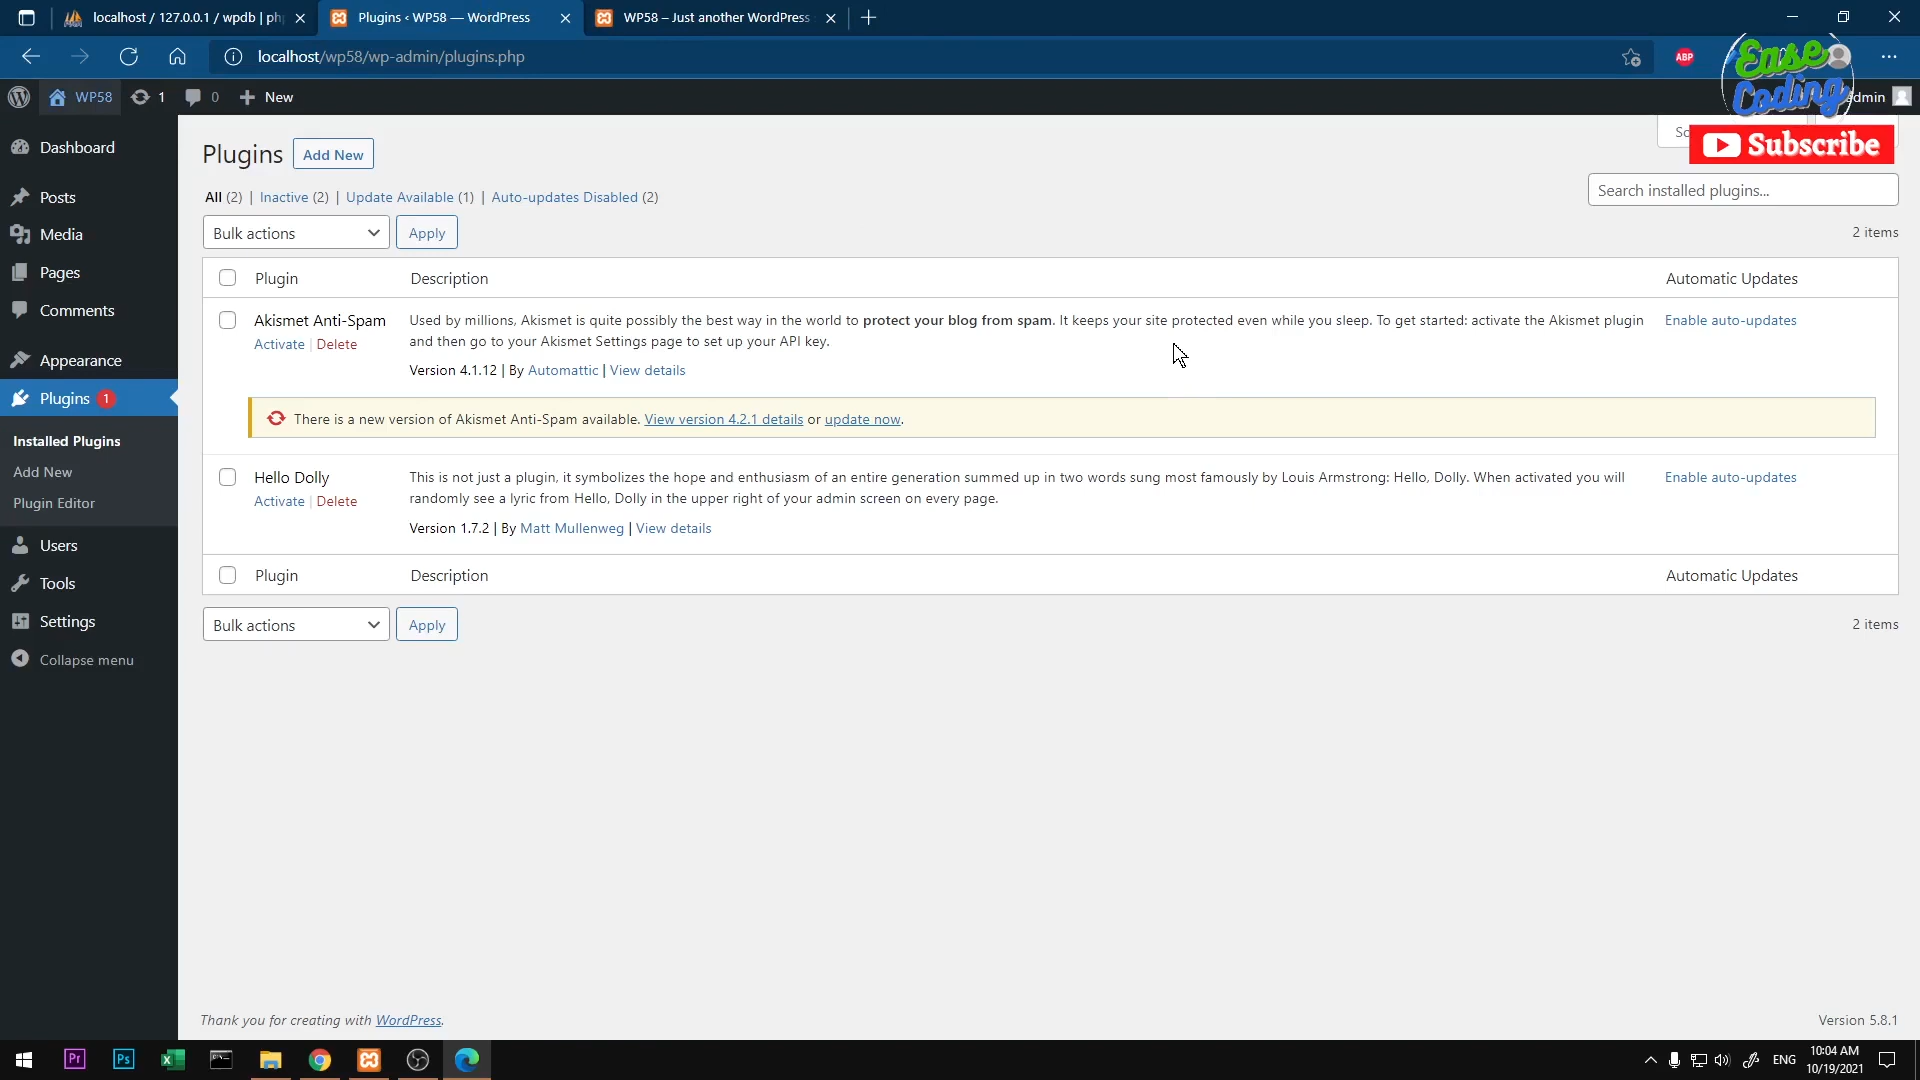 localhost / 127.0.0.1 / wpdb | ph
Plugins ‹ WP58 — WordPress
WP58 – Just another WordPress
localhost/wp58/wp-admin/plugins.php
ABP
Ease
Coding
WP58
1
0
New
admin
Subscribe
Dashboard
Posts
Media
Pages
Comments
Appearance
Plugins 1
Installed Plugins
Add New
Plugin Editor
Users
Tools
Settings
Collapse menu
Plugins Add New
All (2) | Inactive (2) | Update Available (1) | Auto-updates Disabled (2)
Search installed plugins...
Bulk actions Apply
2 items
Plugin Description Automatic Updates
Akismet Anti-Spam
Activate | Delete
Used by millions, Akismet is quite possibly the best way in the world to protect your blog from spam. It keeps your site protected even while you sleep. To get started: activate the Akismet plugin
and then go to your Akismet Settings page to set up your API key.
Version 4.1.12 | By Automattic | View details
Enable auto-updates
There is a new version of Akismet Anti-Spam available. View version 4.2.1 details or update now.
Hello Dolly
Activate | Delete
This is not just a plugin, it symbolizes the hope and enthusiasm of an entire generation summed up in two words sung most famously by Louis Armstrong: Hello, Dolly. When activated you will
randomly see a lyric from Hello, Dolly in the upper right of your admin screen on every page.
Version 1.7.2 | By Matt Mullenweg | View details
Enable auto-updates
Plugin Description Automatic Updates
Bulk actions Apply
2 items
Thank you for creating with WordPress.
Version 5.8.1
Pr
Ps
ENG
10:04 AM
10/19/2021